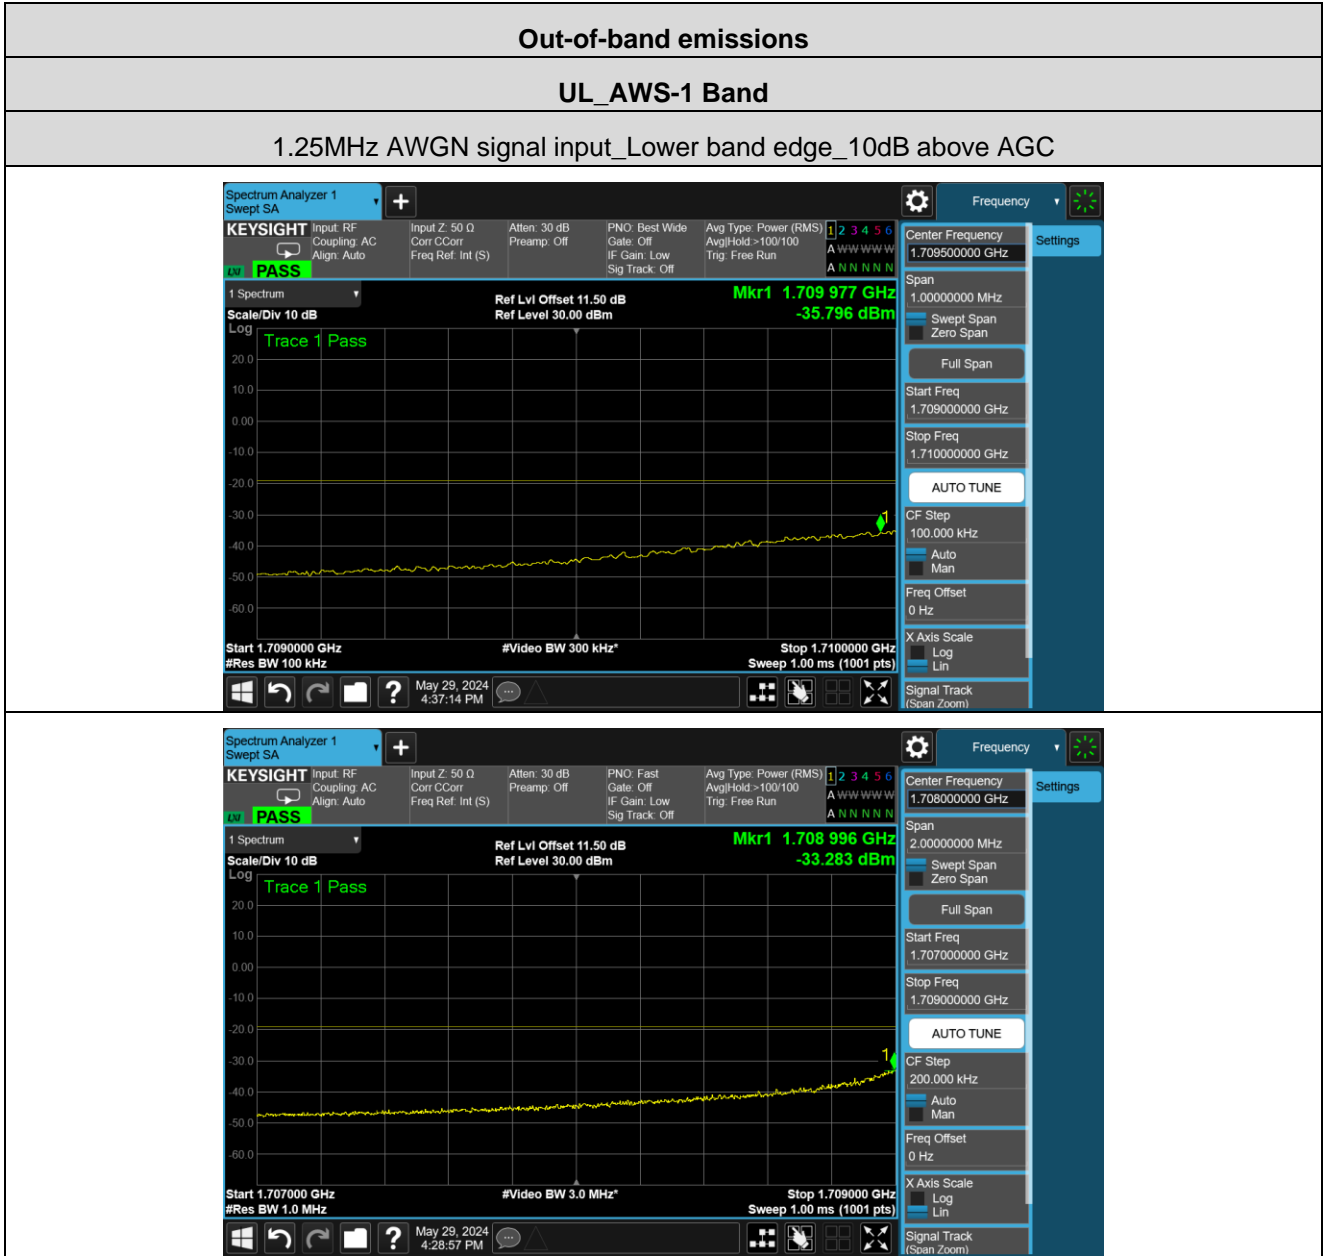 Out-of-band emissions
UL_AWS-1 Band
1.25MHz AWGN signal input_Lower band edge_10dB above AGC
Spectrum Analyzer 1
Swept SA
+
Frequency
KEYSIGHT
Input: RF
Coupling: AC
Align: Auto
Input Z: 50 Ω
Corr CCorr
Freq Ref: Int (S)
Atten: 30 dB
Preamp: Off
PNO: Best Wide
Gate: Off
IF Gain: Low
Sig Track: Off
Avg Type: Power (RMS)
Avg|Hold:>100/100
Trig: Free Run
1 2 3 4 5 6
A W W W W W
A N N N N N
LXI
PASS
1 Spectrum
Scale/Div 10 dB
Ref Lvl Offset 11.50 dB
Ref Level 30.00 dBm
Mkr1 1.709 977 GHz
-35.796 dBm
Log
Trace 1 Pass
20.0
10.0
0.00
-10.0
-20.0
-30.0
-40.0
-50.0
-60.0
1
Start 1.7090000 GHz
#Res BW 100 kHz
#Video BW 300 kHz*
Stop 1.7100000 GHz
Sweep 1.00 ms (1001 pts)
?
May 29, 2024
4:37:14 PM
Center Frequency
1.709500000 GHz
Settings
Span
1.00000000 MHz
Swept Span
Zero Span
Full Span
Start Freq
1.709000000 GHz
Stop Freq
1.710000000 GHz
AUTO TUNE
CF Step
100.000 kHz
Auto
Man
Freq Offset
0 Hz
X Axis Scale
Log
Lin
Signal Track
(Span Zoom)
Spectrum Analyzer 1
Swept SA
+
Frequency
KEYSIGHT
Input: RF
Coupling: AC
Align: Auto
Input Z: 50 Ω
Corr CCorr
Freq Ref: Int (S)
Atten: 30 dB
Preamp: Off
PNO: Fast
Gate: Off
IF Gain: Low
Sig Track: Off
Avg Type: Power (RMS)
Avg|Hold:>100/100
Trig: Free Run
1 2 3 4 5 6
A W W W W W
A N N N N N
LXI
PASS
1 Spectrum
Scale/Div 10 dB
Ref Lvl Offset 11.50 dB
Ref Level 30.00 dBm
Mkr1 1.708 996 GHz
-33.283 dBm
Log
Trace 1 Pass
20.0
10.0
0.00
-10.0
-20.0
-30.0
-40.0
-50.0
-60.0
1
Start 1.707000 GHz
#Res BW 1.0 MHz
#Video BW 3.0 MHz*
Stop 1.709000 GHz
Sweep 1.00 ms (1001 pts)
?
May 29, 2024
4:28:57 PM
Center Frequency
1.708000000 GHz
Settings
Span
2.00000000 MHz
Swept Span
Zero Span
Full Span
Start Freq
1.707000000 GHz
Stop Freq
1.709000000 GHz
AUTO TUNE
CF Step
200.000 kHz
Auto
Man
Freq Offset
0 Hz
X Axis Scale
Log
Lin
Signal Track
(Span Zoom)